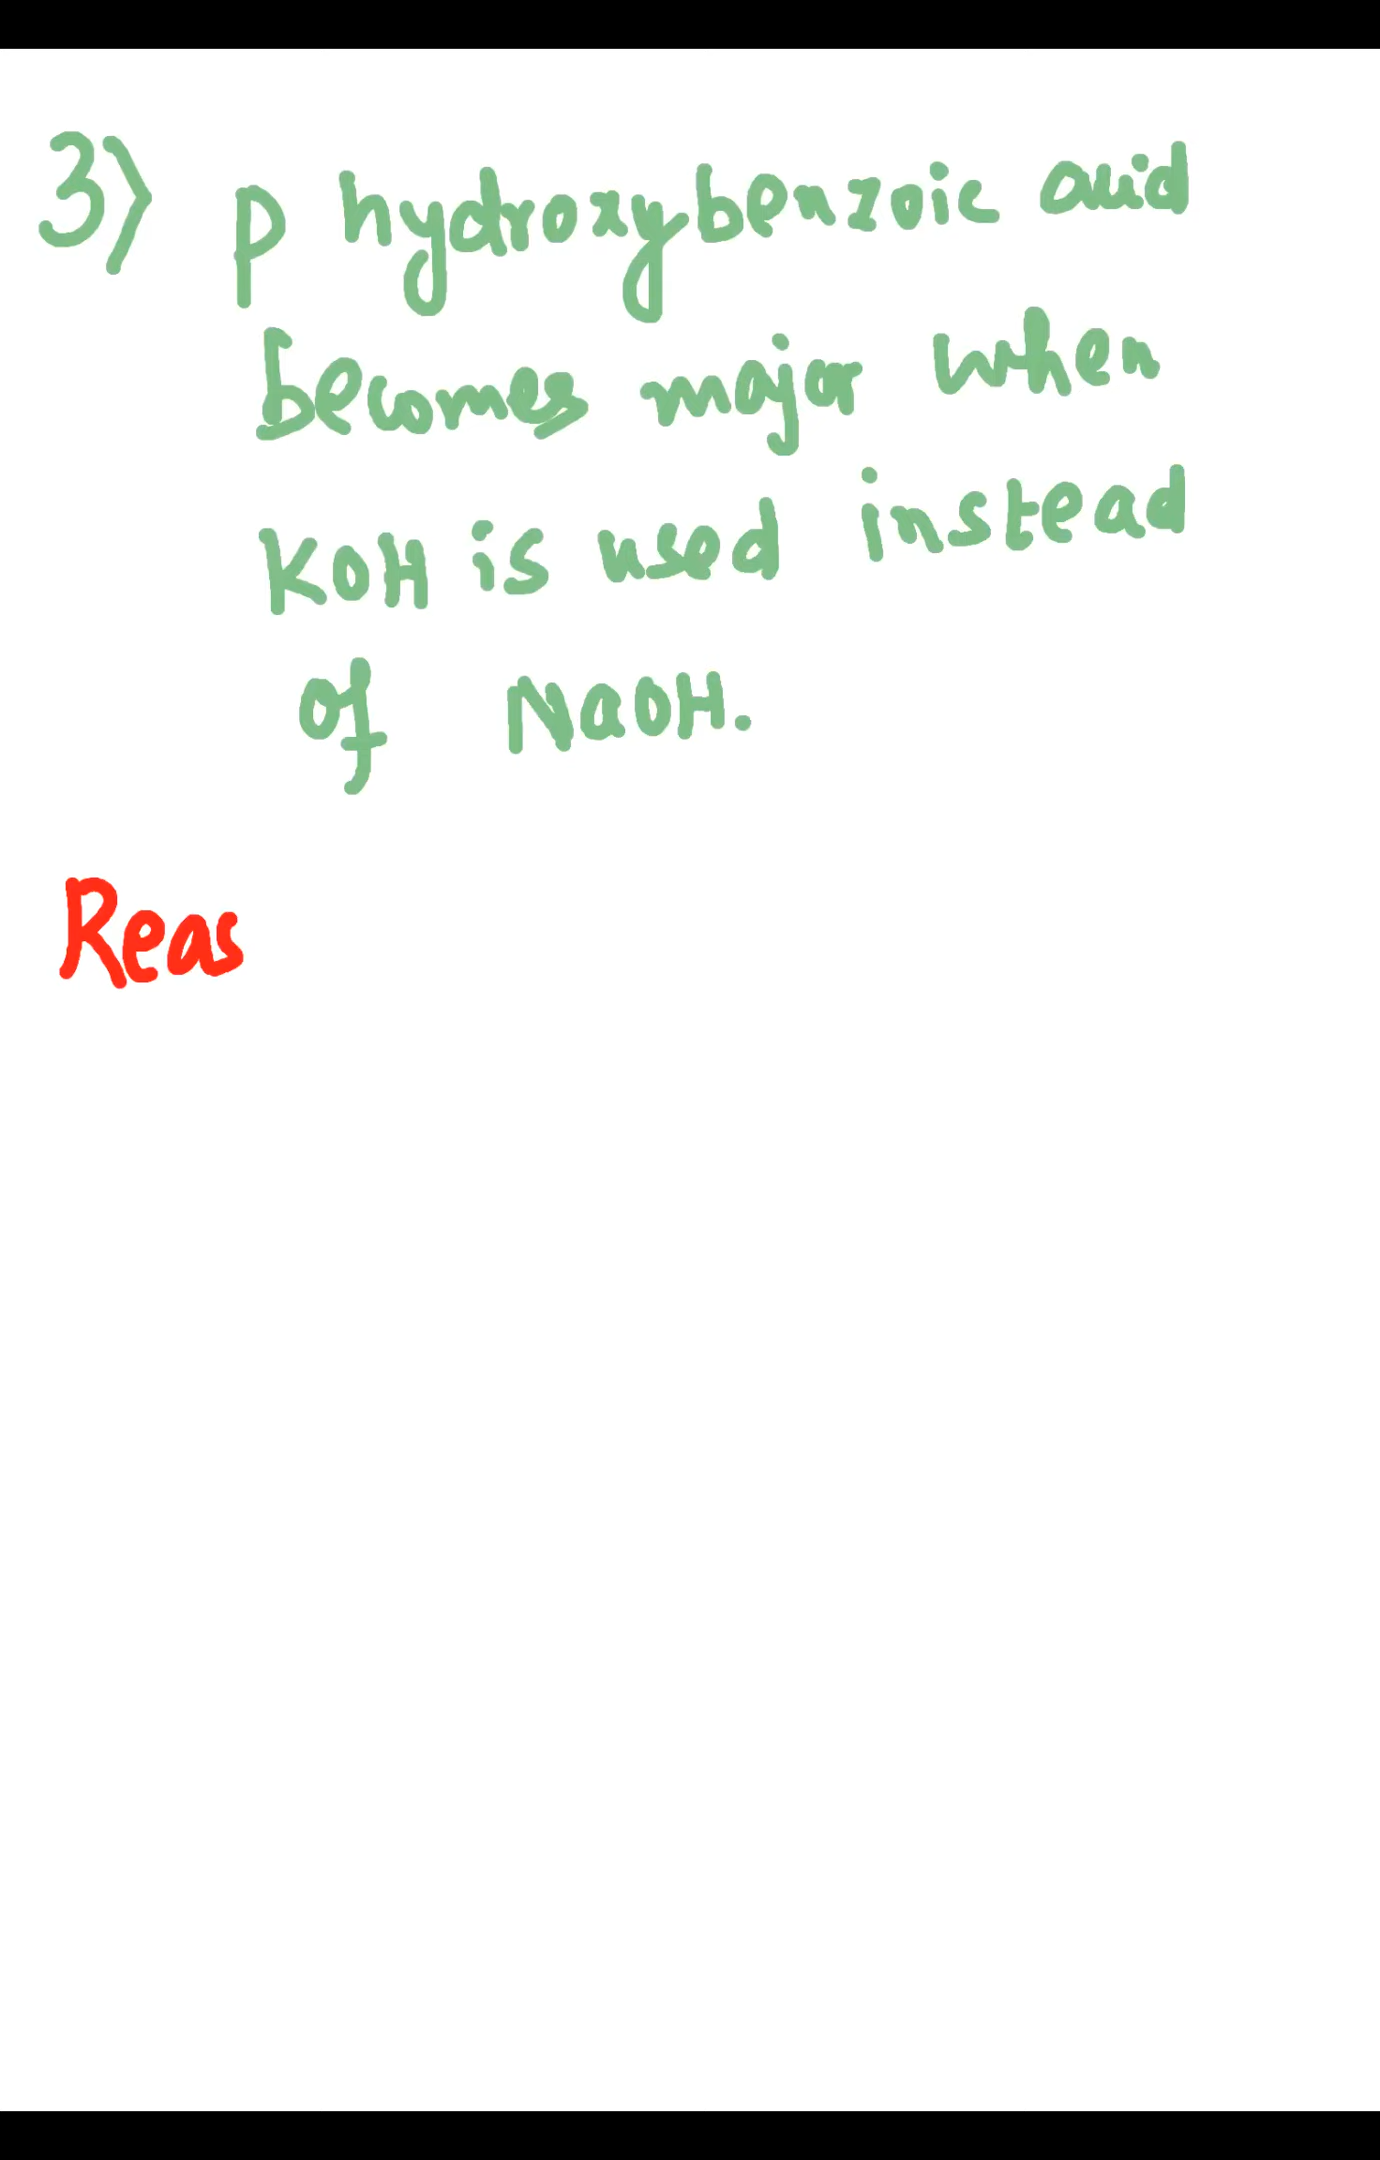 3) p hydroxybenzoic acid
becomes major when
KOH is used instead
of NaOH.
Reas